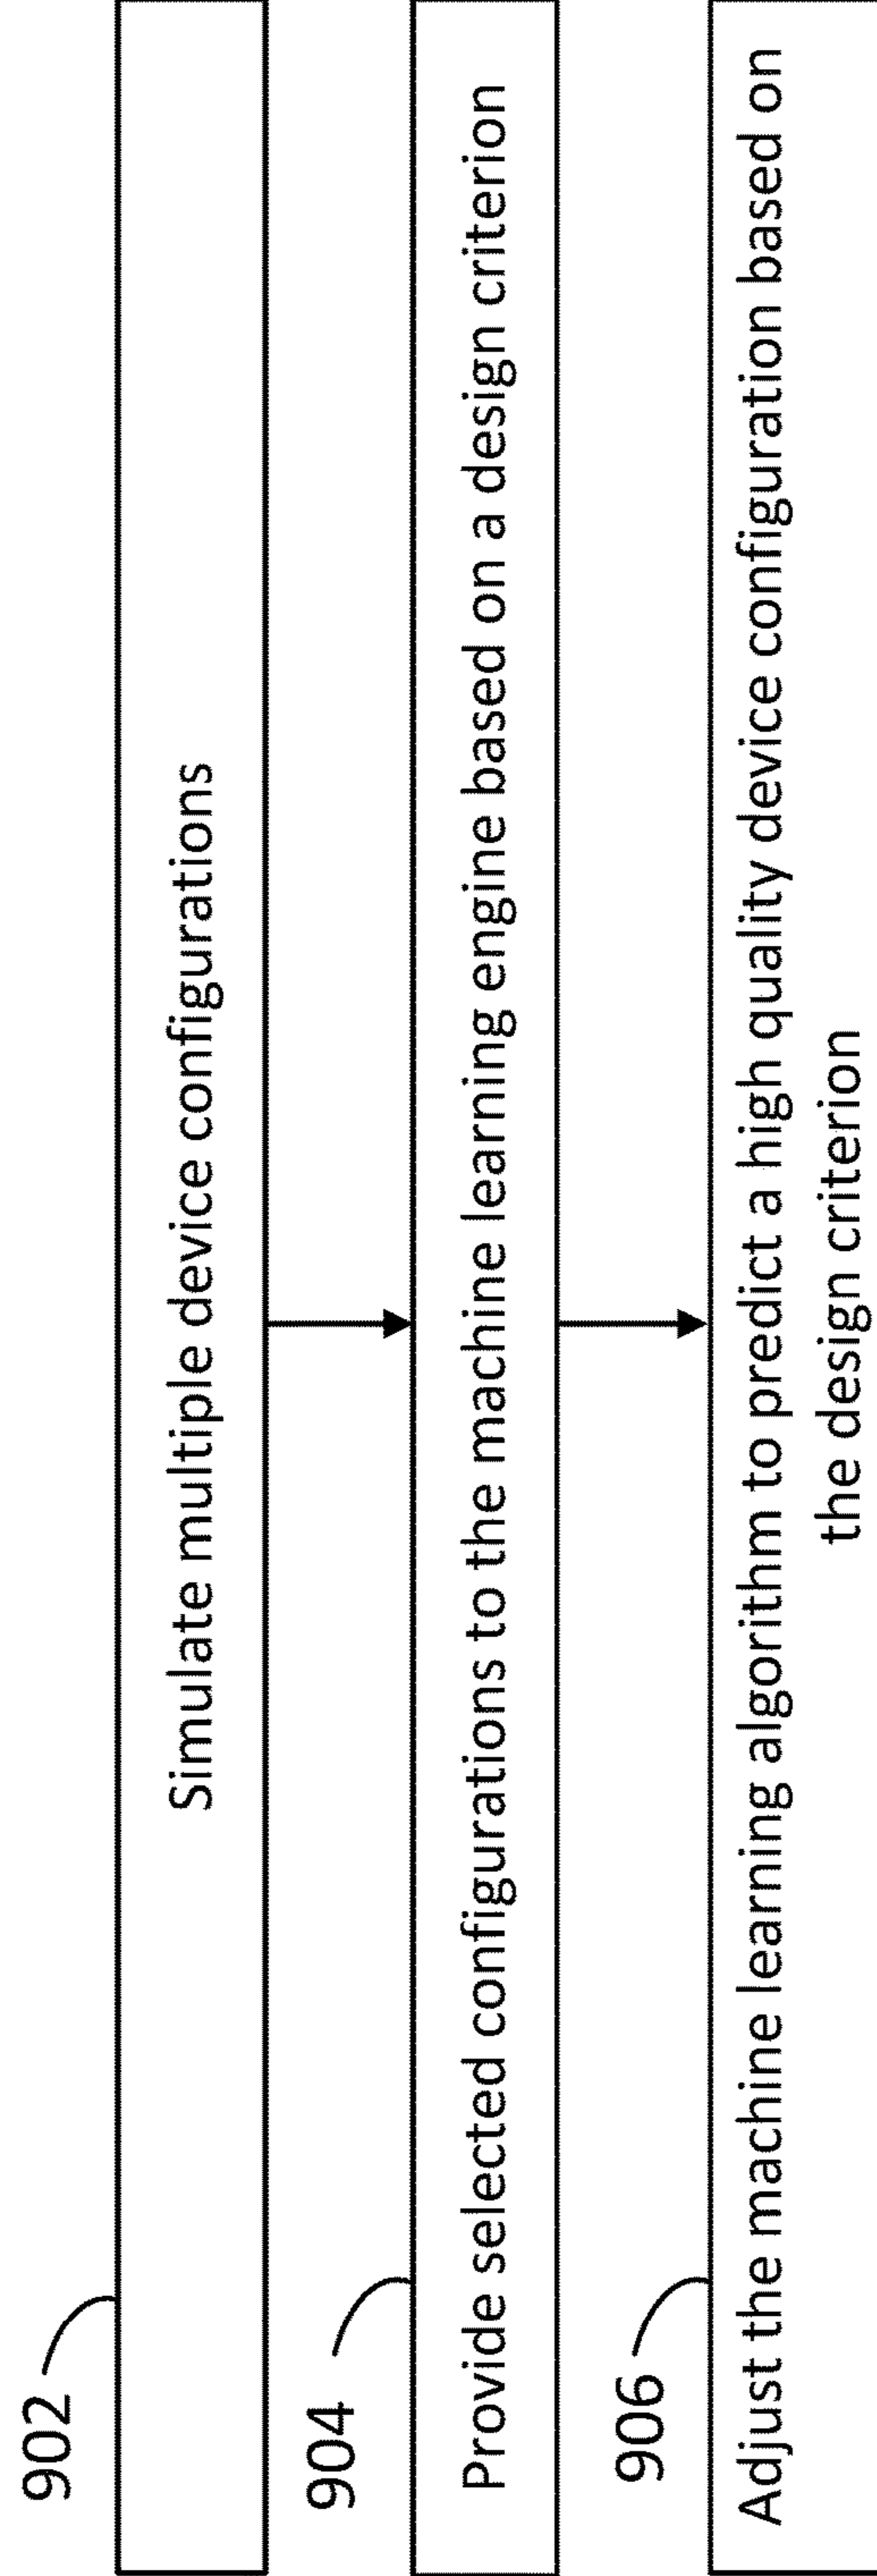 902
Simulate multiple device configurations
904
Provide selected configurations to the machine learning engine based on a design criterion
906
Adjust the machine learning algorithm to predict a high quality device configuration based on
the design criterion